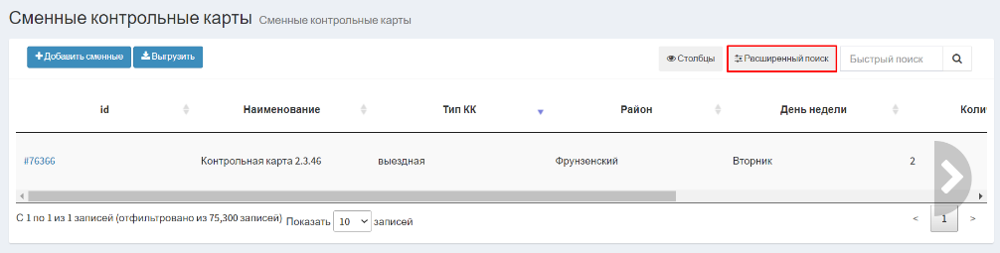 Сменные контрольные карты Сменные контрольные карты
Добавить сменные Выгрузить Столбцы Расширенный поиск Быстрый поиск
id Наименование Тип КК Район День недели Колич
#76366 Контрольная карта 2.3.46 выездная Фрунзенский Вторник 2
С 1 по 1 из 1 записей (отфильтровано из 75,300 записей) Показать 10 записей < 1 >